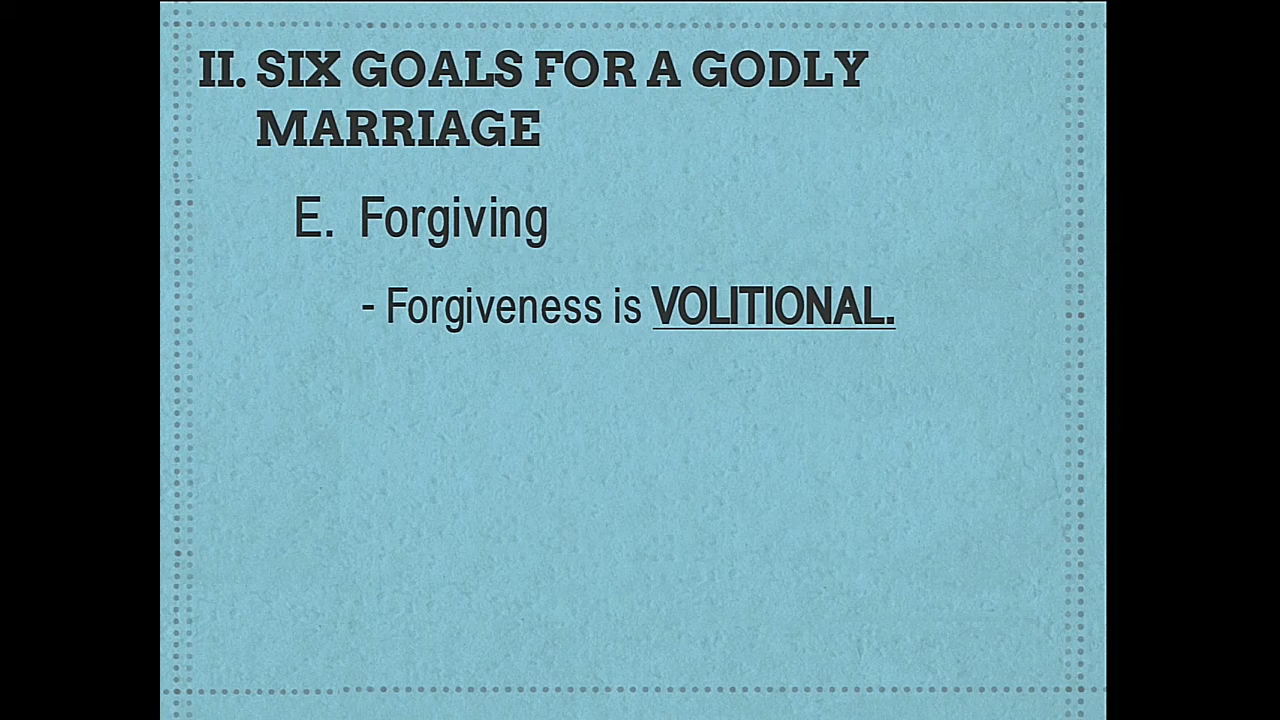 II. SIX GOALS FOR A GODLY
MARRIAGE
E. Forgiving
- Forgiveness is VOLITIONAL.